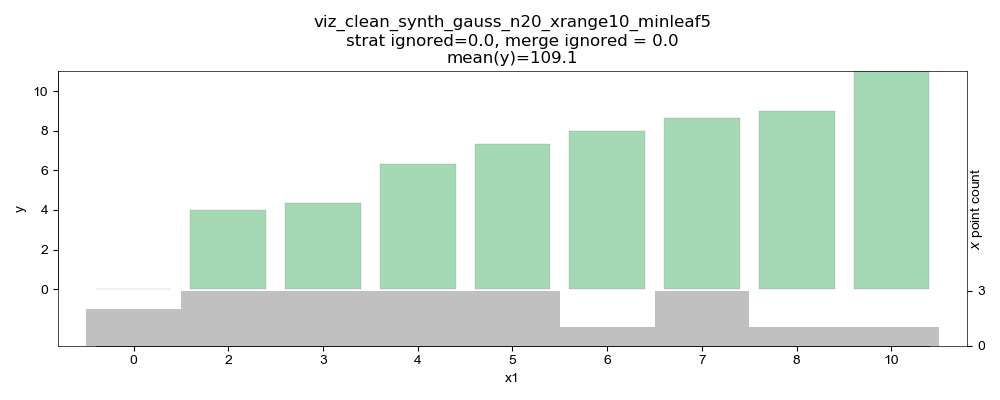 viz_clean_synth_gauss_n20_xrange10_minleaf5
strat ignored=0.0, merge ignored = 0.0
mean(y)=109.1
10
8
6
4
2
0
y
x point count
3
0
0 2 3 4 5 6 7 8 10
x1